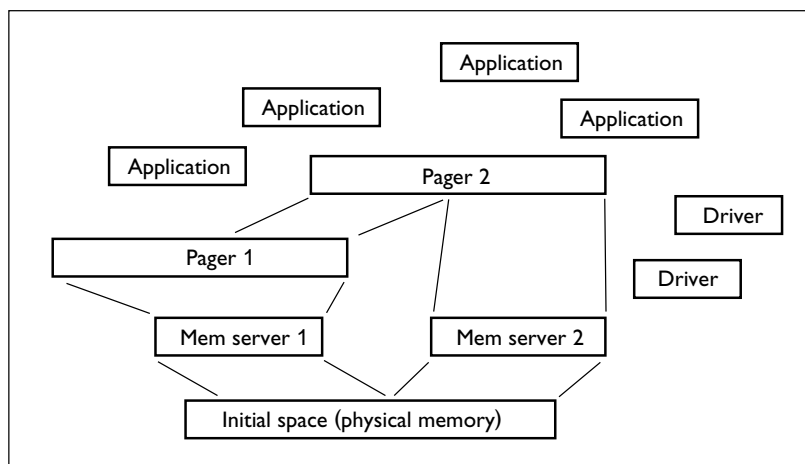 Application
Application
Application
Application
Pager 2
Driver
Pager 1
Driver
Mem server 1
Mem server 2
Initial space (physical memory)